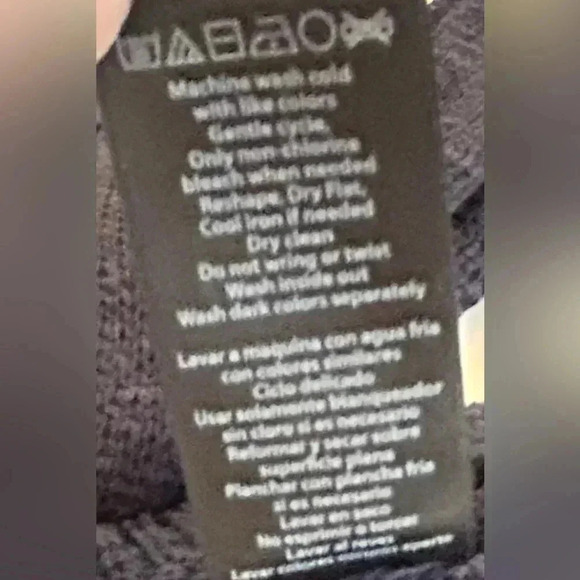 Machine wash cold
with like colors
Gentle cycle,
Only non-chlorine
bleach when needed
Reshape, Dry Flat,
Cool iron if needed
Dry clean
Do not wring or twist
Wash inside out
Wash dark colors separately
Lavar a maquina con agua fria
con colores similares
Ciclo delicado
Usar solamente blanqueador
sin cloro si es necesario
Reformar y secar sobre
superficie plana
Planchar con plancha fria
si es necesario
Lavar en seco
No esprimir o torcer
Lavar al reves
Lavar colores